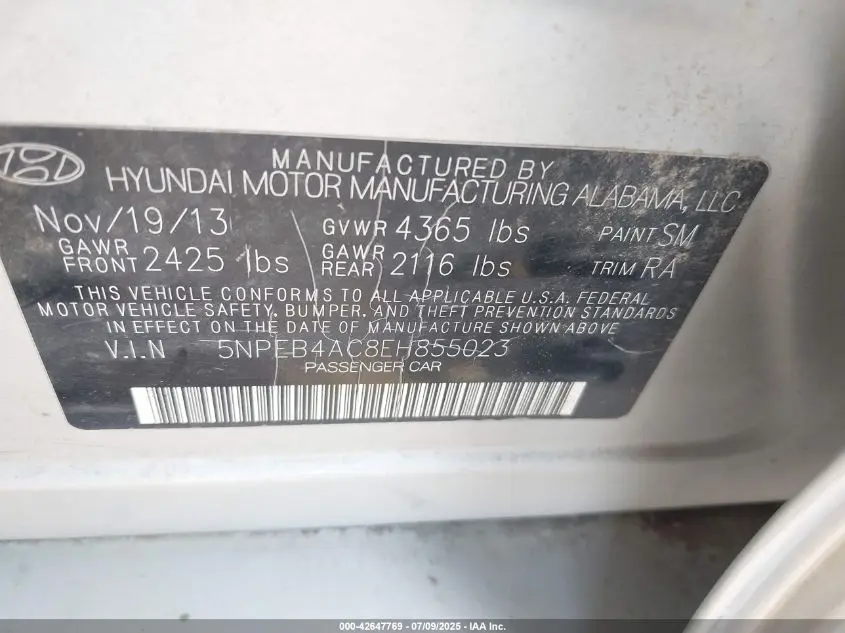 MANUFACTURED BY
HYUNDAI MOTOR MANUFACTURING ALABAMA, LLC
Nov/19/13 GVWR 4365 lbs PAINT SM
GAWR FRONT 2425 lbs GAWR REAR 2116 lbs TRIM RA
THIS VEHICLE CONFORMS TO ALL APPLICABLE U.S.A. FEDERAL
MOTOR VEHICLE SAFETY, BUMPER, AND THEFT PREVENTION STANDARDS
IN EFFECT ON THE DATE OF MANUFACTURE SHOWN ABOVE
V.I.N 5NPEB4AC8EH855023
PASSENGER CAR
000-42647769 | 07/09/2025 - IAA Inc.